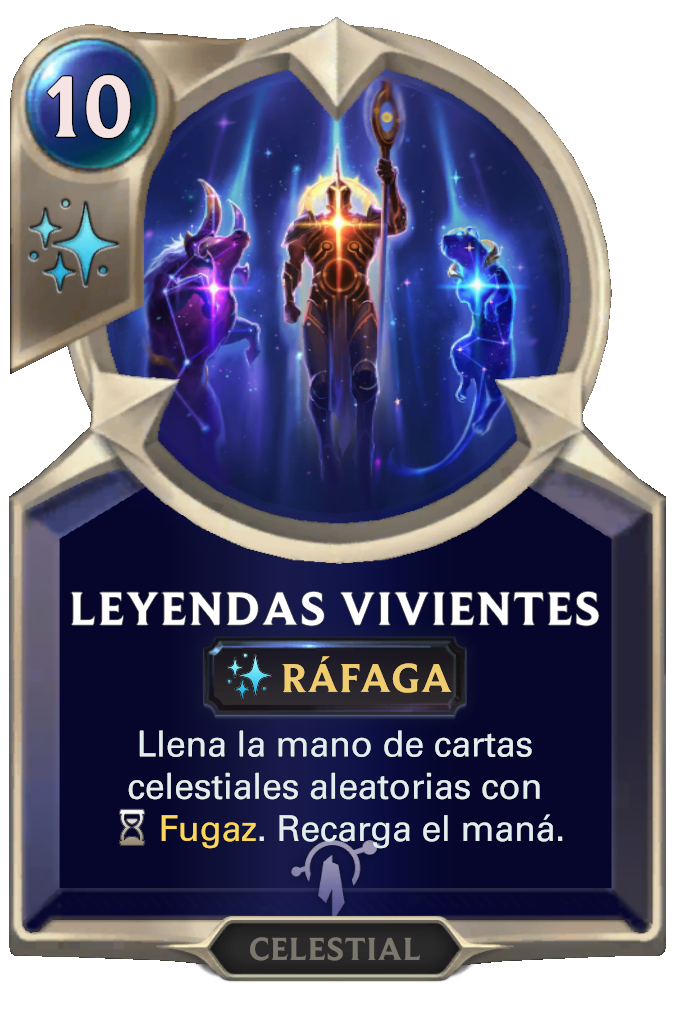 10
LEYENDAS VIVIENTES
RÁFAGA
Llena la mano de cartas
celestiales aleatorias con
Fugaz. Recarga el maná.
CELESTIAL